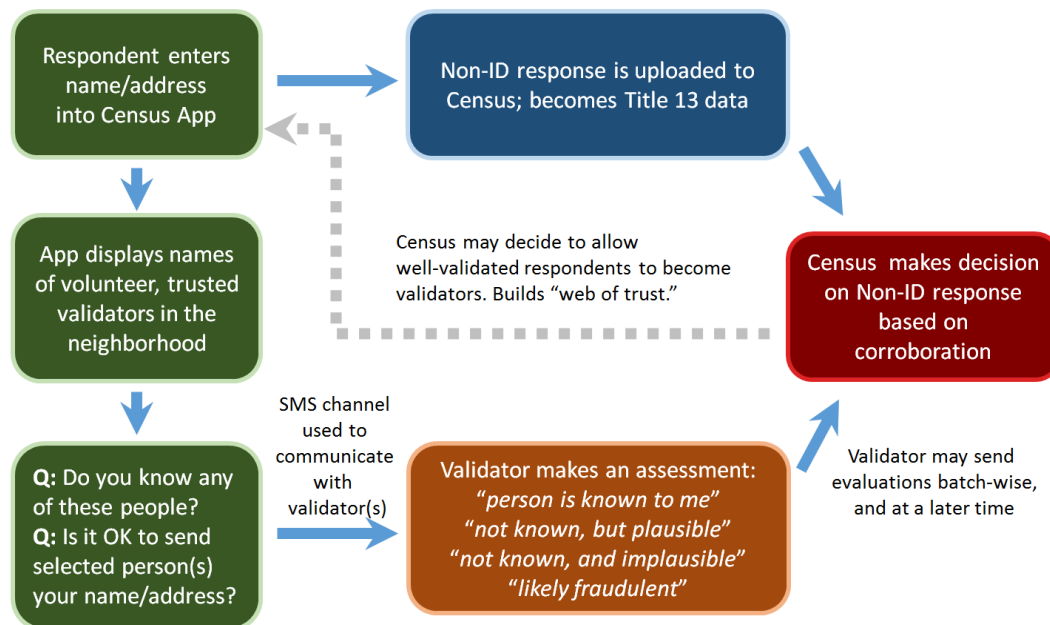 Respondent enters
name/address
into Census App
Non-ID response is uploaded to
Census; becomes Title 13 data
App displays names
of volunteer, trusted
validators in the
neighborhood
Census may decide to allow
well-validated respondents to become
validators. Builds “web of trust.”
Census makes decision
on Non-ID response
based on
corroboration
Q: Do you know any
of these people?
Q: Is it OK to send
selected person(s)
your name/address?
SMS channel
used to
communicate
with
validator(s)
Validator makes an assessment:
“person is known to me”
“not known, but plausible”
“not known, and implausible”
“likely fraudulent”
Validator may send
evaluations batch-wise,
and at a later time